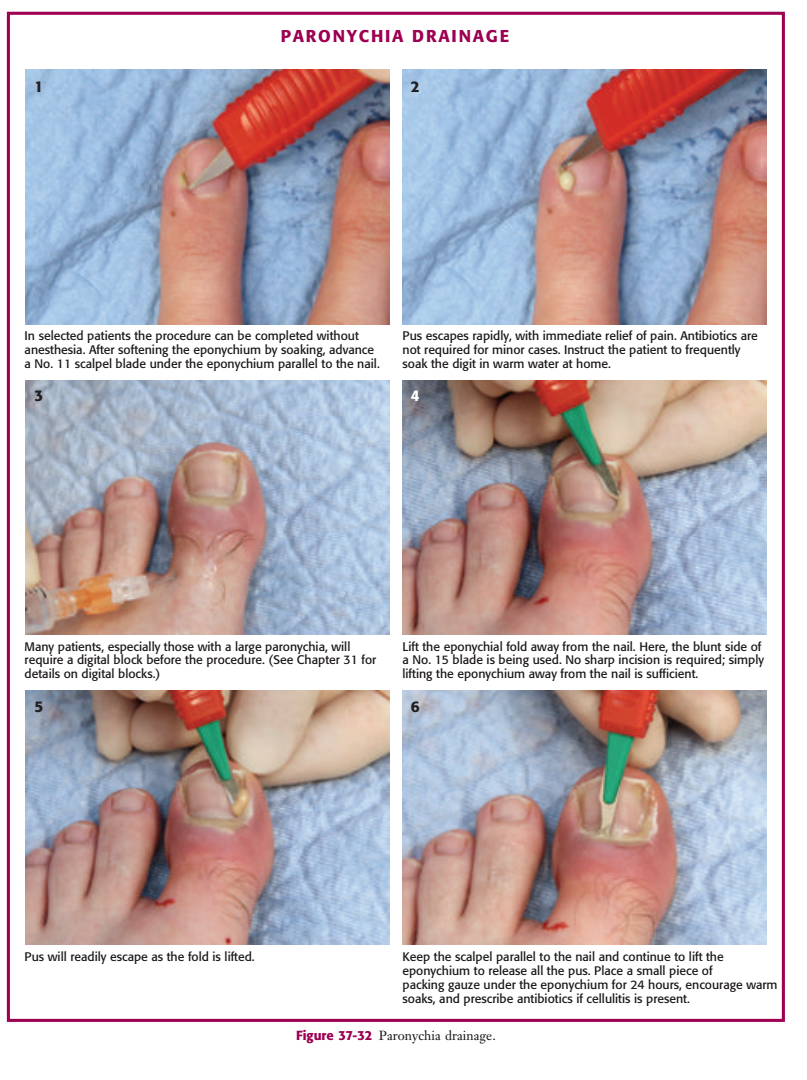 PARONYCHIA DRAINAGE
1
In selected patients the procedure can be completed without
anesthesia. After softening the eponychium by soaking, advance
a No. 11 scalpel blade under the eponychium parallel to the nail.
2
Pus escapes rapidly, with immediate relief of pain. Antibiotics are
not required for minor cases. Instruct the patient to frequently
soak the digit in warm water at home.
3
Many patients, especially those with a large paronychia, will
require a digital block before the procedure. (See Chapter 31 for
details on digital blocks.)
4
Lift the eponychial fold away from the nail. Here, the blunt side of
a No. 15 blade is being used. No sharp incision is required; simply
lifting the eponychium away from the nail is sufficient.
5
Pus will readily escape as the fold is lifted.
6
Keep the scalpel parallel to the nail and continue to lift the
eponychium to release all the pus. Place a small piece of
packing gauze under the eponychium for 24 hours, encourage warm
soaks, and prescribe antibiotics if cellulitis is present.
Figure 37-32 Paronychia drainage.